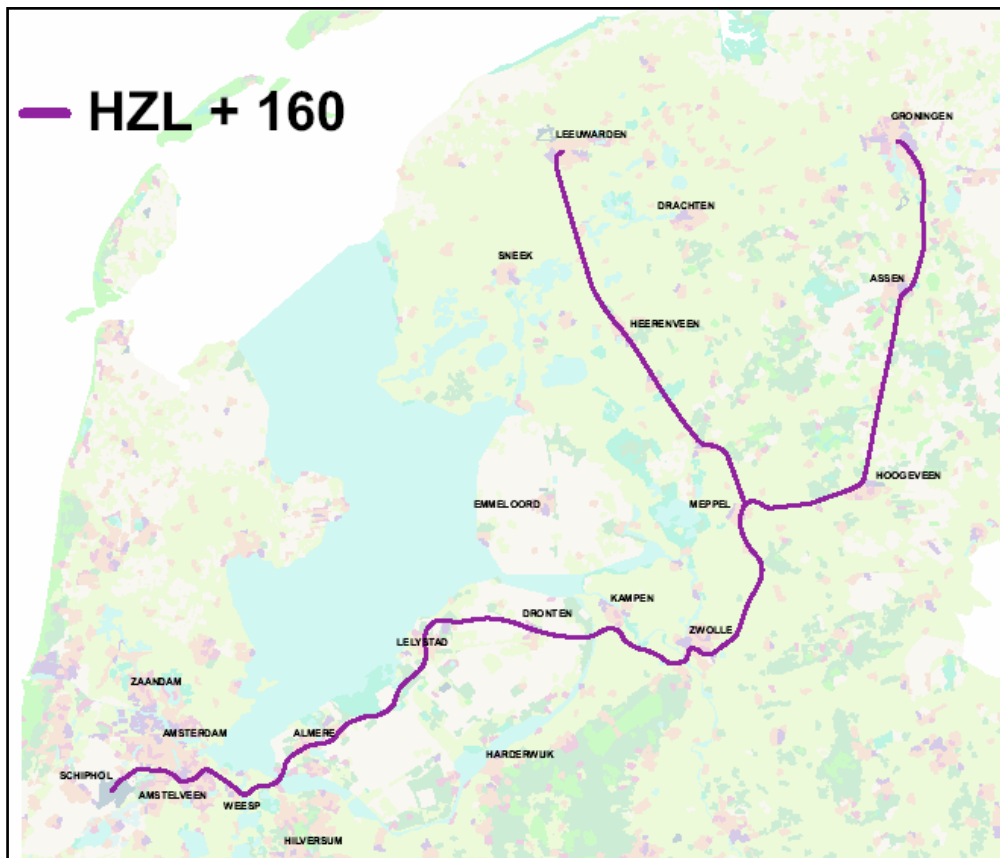 HZL + 160
GRONINGEN
LEEUWARDEN
DRACHTEN
SNEEK
ASSEN
HEERENVEEN
HOOGEVEEN
EMMELOORD
MEPPEL
KAMPEN
DRONTEN
ZWOLLE
LELYSTAD
ZAANDAM
AMSTERDAM
ALMERE
HARDERWIJK
SCHIPHOL
AMSTELVEEN
WEESP
HILVERSUM